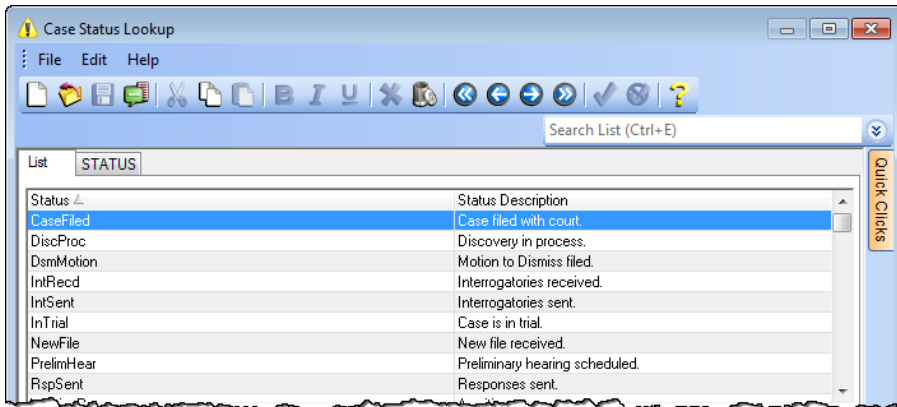 Case Status Lookup
File Edit Help
B I U
Search List (Ctrl+E)
List STATUS
Quick Clicks
Status Status Description
CaseFiled Case filed with court.
DiscProc Discovery in process.
DsmMotion Motion to Dismiss filed.
IntRecd Interrogatories received.
IntSent Interrogatories sent.
InTrial Case is in trial.
NewFile New file received.
PrelimHear Preliminary hearing scheduled.
RspSent Responses sent.